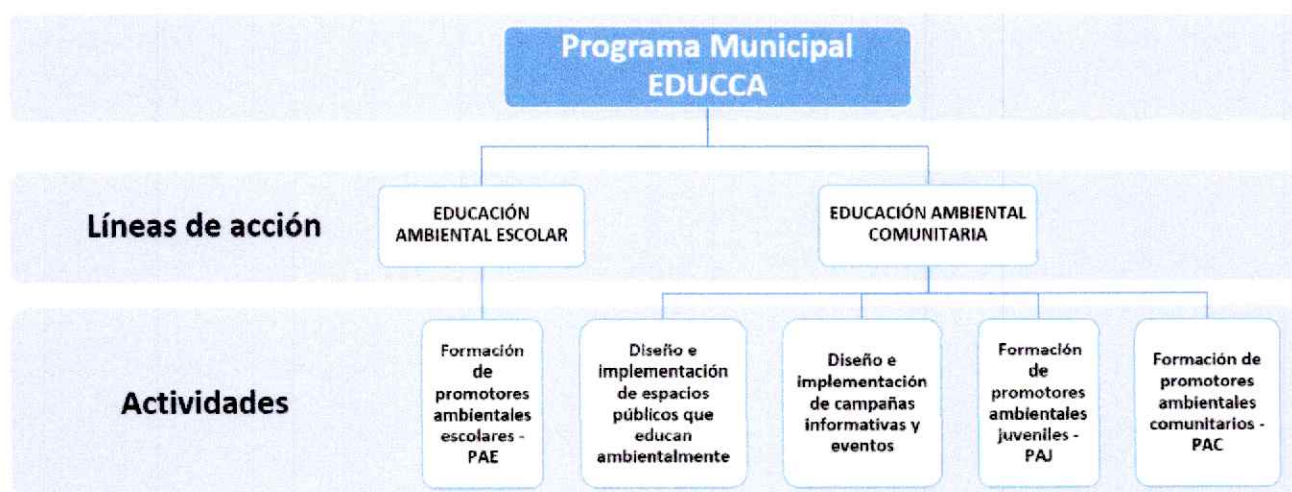 Programa Municipal
EDUCCA
Líneas de acción
EDUCACIÓN
AMBIENTAL ESCOLAR
EDUCACIÓN AMBIENTAL
COMUNITARIA
Actividades
Formación
de
promotores
ambientales
escolares -
PAE
Diseño e
implementación
de espacios
públicos que
educan
ambientalmente
Diseño e
implementación
de campañas
informativas y
eventos
Formación
de
promotores
ambientales
juveniles -
PAJ
Formación de
promotores
ambientales
comunitarios -
PAC